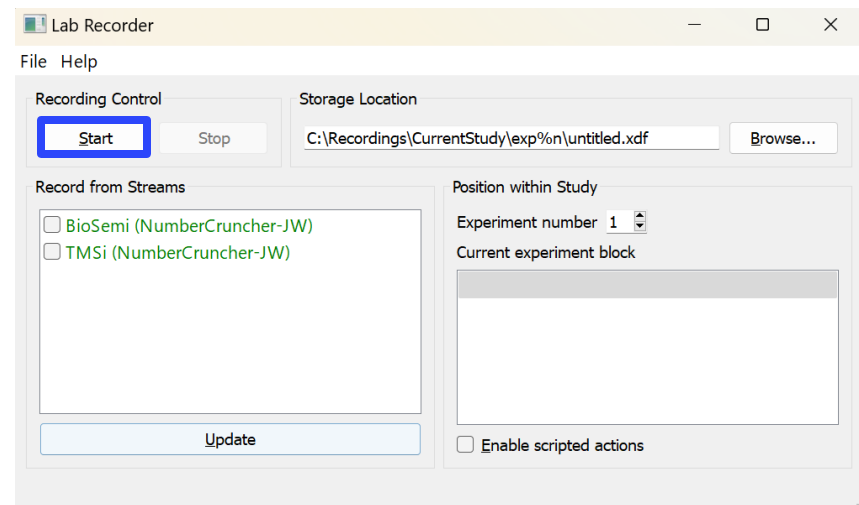 Lab Recorder
File Help
Recording Control
Start Stop
Storage Location
C:\Recordings\CurrentStudy\exp%n\untitled.xdf Browse...
Record from Streams
BioSemi (NumberCruncher-JW)
TMSi (NumberCruncher-JW)
Update
Position within Study
Experiment number 1
Current experiment block
Enable scripted actions